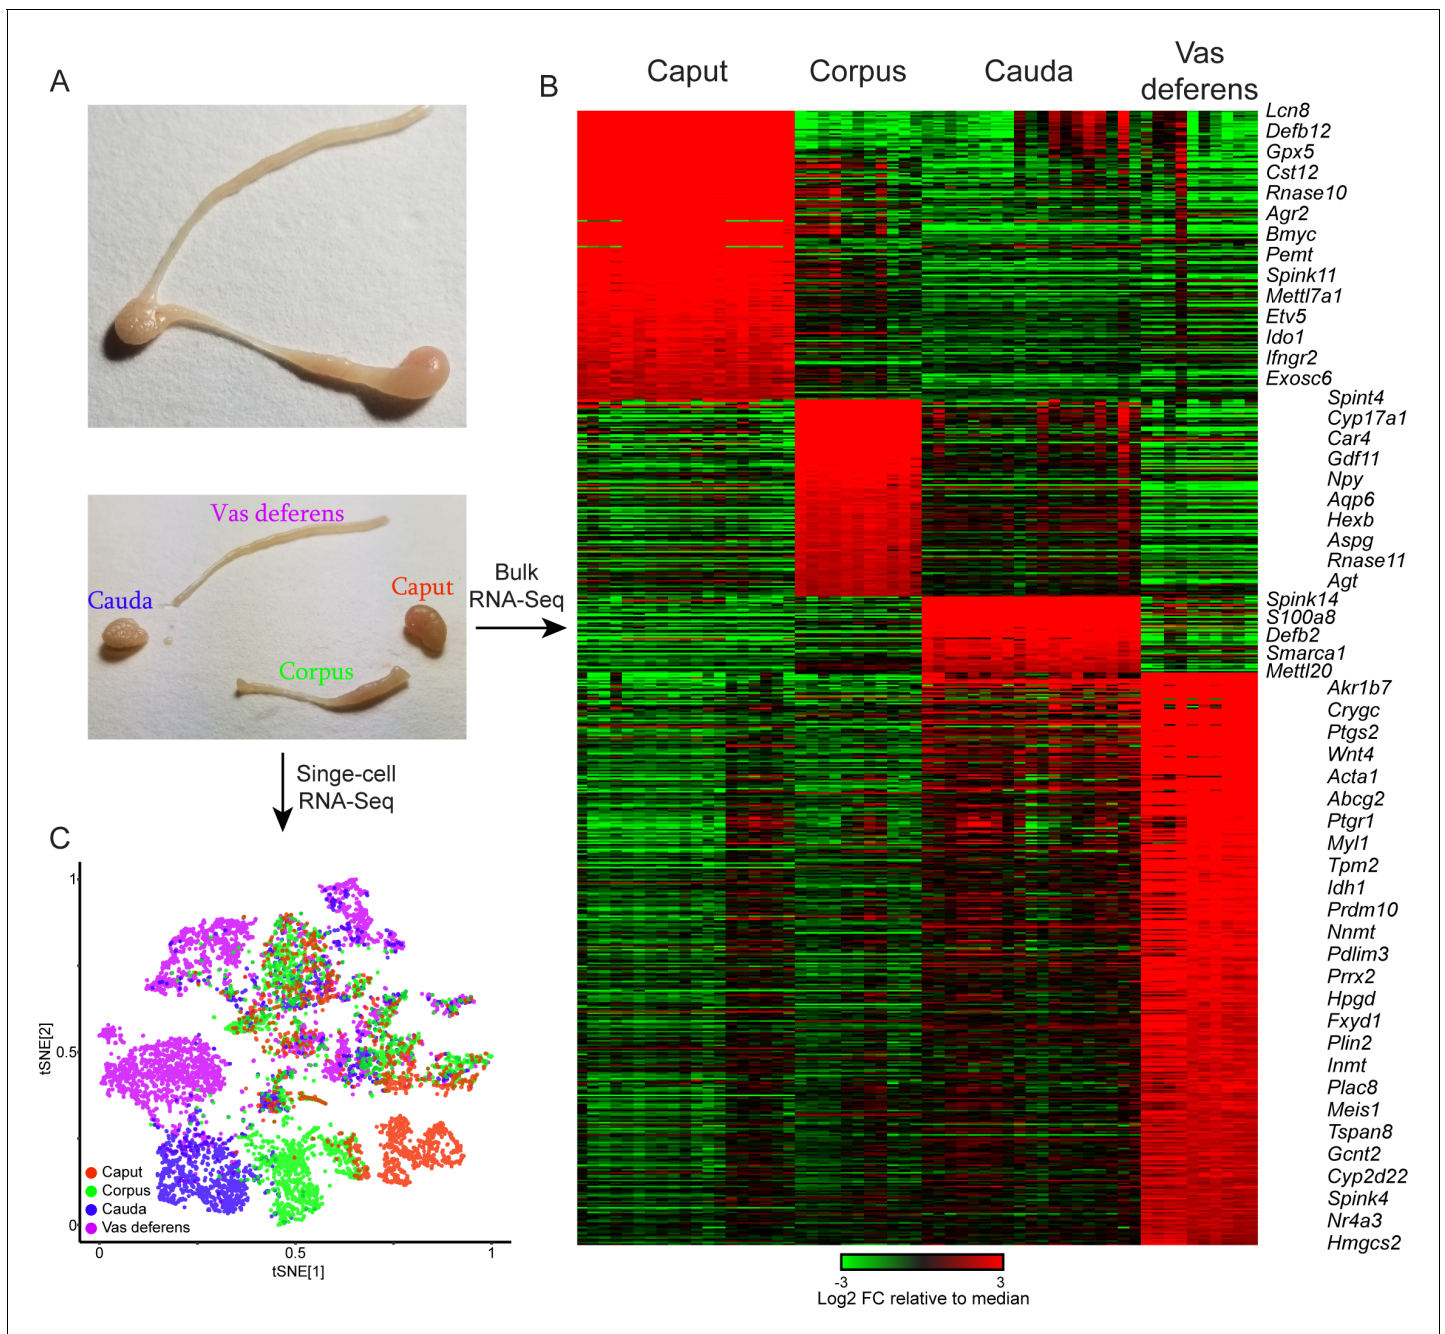 A
Vas deferens
Cauda
Caput
Corpus
Bulk
RNA-Seq
Singe-cell
RNA-Seq
B
Caput
Corpus
Cauda
Vas
deferens
Lcn8
Defb12
Gpx5
Cst12
Rnase10
Agr2
Bmyc
Pemt
Spink11
Mettl7a1
Etv5
Ido1
Ifngr2
Exosc6
Spint4
Cyp17a1
Car4
Gdf11
Npy
Aqp6
Hexb
Aspg
Rnase11
Agt
Spink14
S100a8
Defb2
Smarca1
Mettl20
Akr1b7
Crygc
Ptgs2
Wnt4
Acta1
Abcg2
Ptgr1
Myl1
Tpm2
Idh1
Prdm10
Nnmt
Pdlim3
Prrx2
Hpgd
Fxyd1
Plin2
Inmt
Plac8
Meis1
Tspan8
Gcnt2
Cyp2d22
Spink4
Nr4a3
Hmgcs2
-3
3
Log2 FC relative to median
C
1
0.5
0
tSNE[2]
Caput
Corpus
Cauda
Vas deferens
0
0.5
1
tSNE[1]